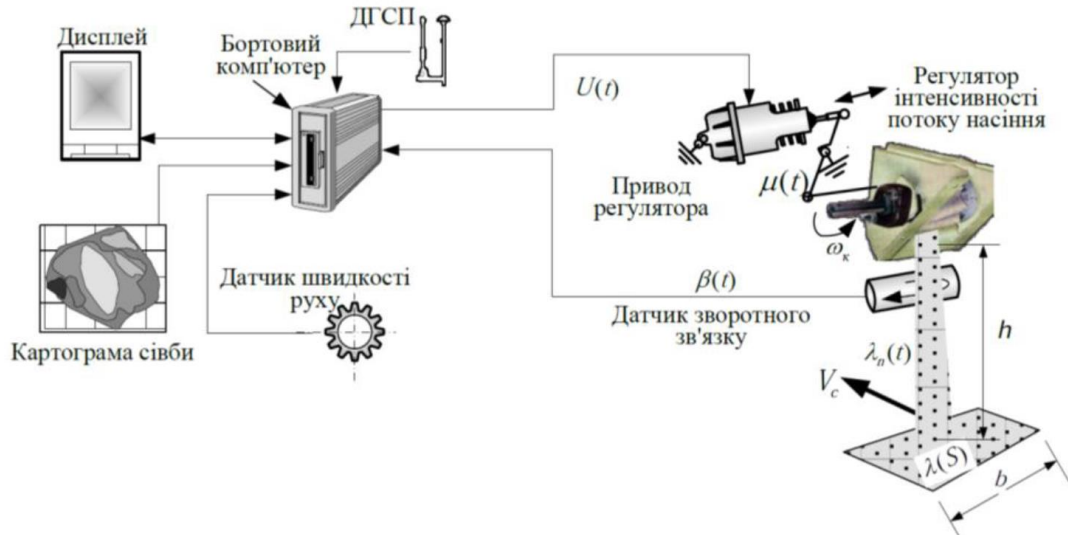 ДГСП
Дисплей
Бортовий
комп'ютер
U(t)
Регулятор
інтенсивності
потоку насіння
Привод
регулятора
μ(t)
ω_к
Датчик швидкості
руху
β(t)
Датчик зворотного
зв'язку
h
λ_n(t)
V_c
Картограма сівби
λ(S)
b